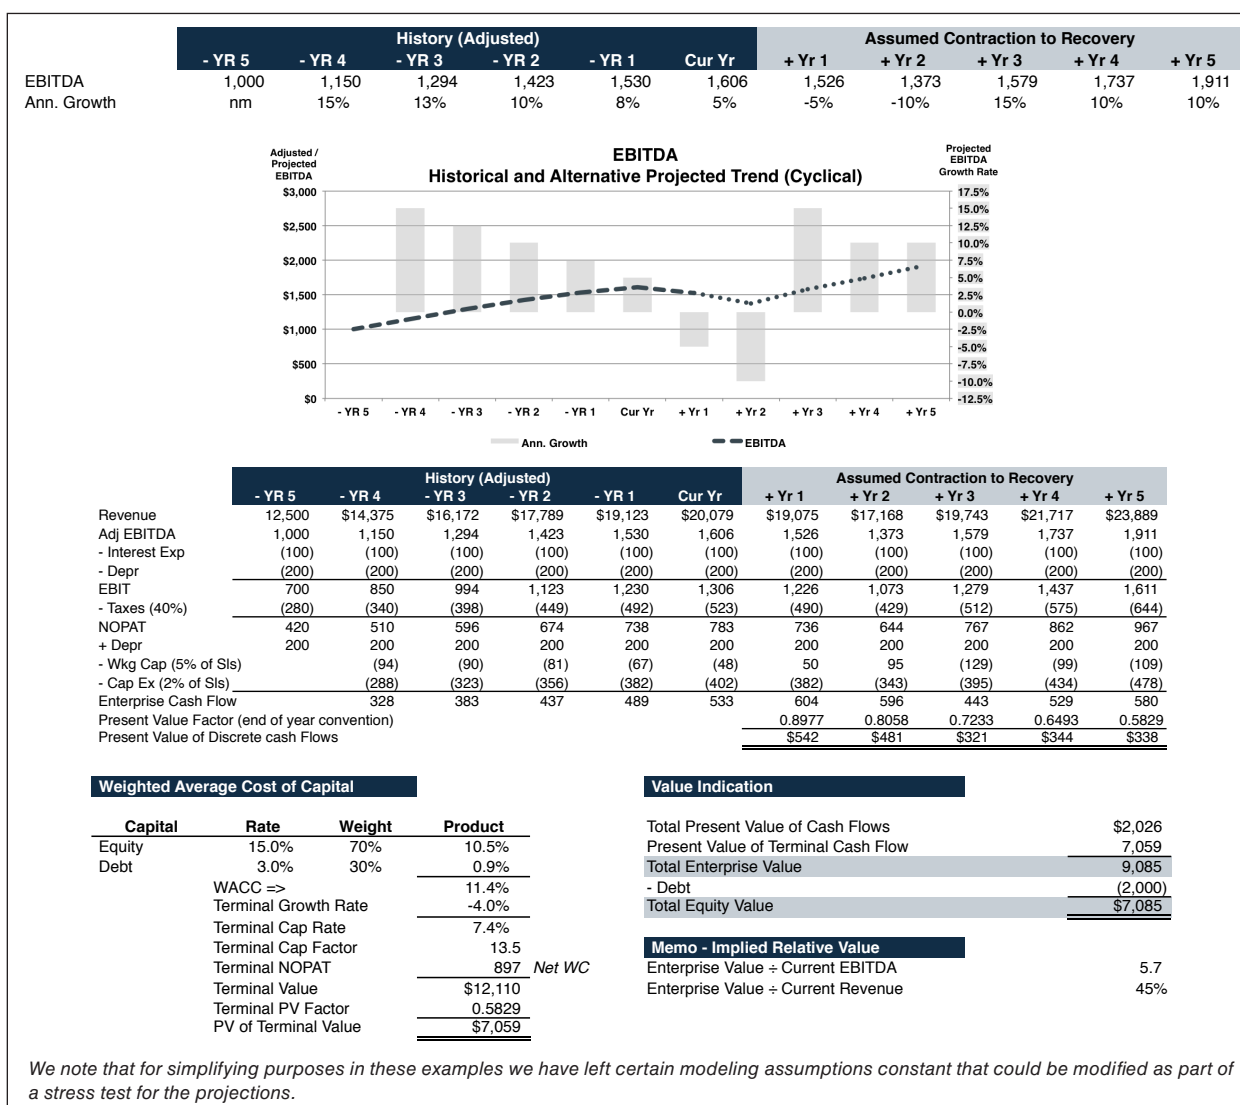 History (Adjusted) Assumed Contraction to Recovery
- YR 5 - YR 4 - YR 3 - YR 2 - YR 1 Cur Yr + Yr 1 + Yr 2 + Yr 3 + Yr 4 + Yr 5
EBITDA 1,000 1,150 1,294 1,423 1,530 1,606 1,526 1,373 1,579 1,737 1,911
Ann. Growth nm 15% 13% 10% 8% 5% -5% -10% 15% 10% 10%
Adjusted /
Projected
EBITDA
EBITDA
Historical and Alternative Projected Trend (Cyclical)
Projected
EBITDA
Growth Rate
$3,000
$2,500
$2,000
$1,500
$1,000
$500
$0
17.5%
15.0%
12.5%
10.0%
7.5%
5.0%
2.5%
0.0%
-2.5%
-5.0%
-7.5%
-10.0%
-12.5%
- YR 5 - YR 4 - YR 3 - YR 2 - YR 1 Cur Yr + Yr 1 + Yr 2 + Yr 3 + Yr 4 + Yr 5
Ann. Growth EBITDA
History (Adjusted) Assumed Contraction to Recovery
- YR 5 - YR 4 - YR 3 - YR 2 - YR 1 Cur Yr + Yr 1 + Yr 2 + Yr 3 + Yr 4 + Yr 5
Revenue 12,500 $14,375 $16,172 $17,789 $19,123 $20,079 $19,075 $17,168 $19,743 $21,717 $23,889
Adj EBITDA 1,000 1,150 1,294 1,423 1,530 1,606 1,526 1,373 1,579 1,737 1,911
- Interest Exp (100) (100) (100) (100) (100) (100) (100) (100) (100) (100) (100)
- Depr (200) (200) (200) (200) (200) (200) (200) (200) (200) (200) (200)
EBIT 700 850 994 1,123 1,230 1,306 1,226 1,073 1,279 1,437 1,611
- Taxes (40%) (280) (340) (398) (449) (492) (523) (490) (429) (512) (575) (644)
NOPAT 420 510 596 674 738 783 736 644 767 862 967
+ Depr 200 200 200 200 200 200 200 200 200 200 200
- Wkg Cap (5% of Sls) (94) (90) (81) (67) (48) 50 95 (129) (99) (109)
- Cap Ex (2% of Sls) (288) (323) (356) (382) (402) (382) (343) (395) (434) (478)
Enterprise Cash Flow 328 383 437 489 533 604 596 443 529 580
Present Value Factor (end of year convention) 0.8977 0.8058 0.7233 0.6493 0.5829
Present Value of Discrete cash Flows $542 $481 $321 $344 $338
Weighted Average Cost of Capital
Capital Rate Weight Product
Equity 15.0% 70% 10.5%
Debt 3.0% 30% 0.9%
WACC => 11.4%
Terminal Growth Rate -4.0%
Terminal Cap Rate 7.4%
Terminal Cap Factor 13.5
Terminal NOPAT 897 Net WC
Terminal Value $12,110
Terminal PV Factor 0.5829
PV of Terminal Value $7,059
Value Indication
Total Present Value of Cash Flows $2,026
Present Value of Terminal Cash Flow 7,059
Total Enterprise Value 9,085
- Debt (2,000)
Total Equity Value $7,085
Memo - Implied Relative Value
Enterprise Value ÷ Current EBITDA 5.7
Enterprise Value ÷ Current Revenue 45%
We note that for simplifying purposes in these examples we have left certain modeling assumptions constant that could be modified as part of
a stress test for the projections.